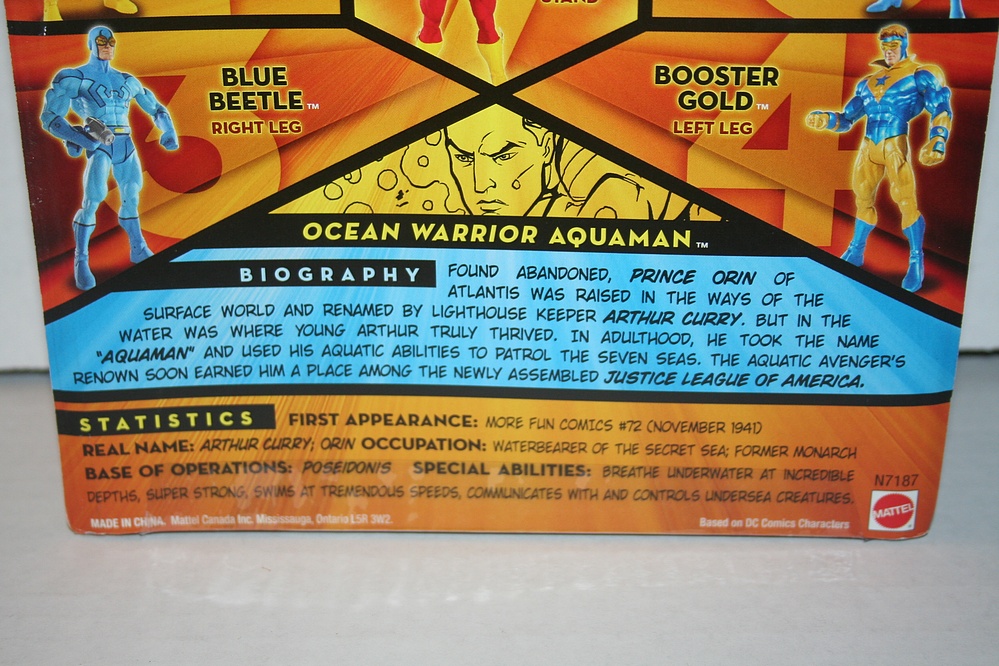 STAND
BLUE
BEETLE™
RIGHT LEG
3
BOOSTER
GOLD™
LEFT LEG
4
OCEAN WARRIOR AQUAMAN™
BIOGRAPHY FOUND ABANDONED, PRINCE ORIN OF
ATLANTIS WAS RAISED IN THE WAYS OF THE
SURFACE WORLD AND RENAMED BY LIGHTHOUSE KEEPER ARTHUR CURRY. BUT IN THE
WATER WAS WHERE YOUNG ARTHUR TRULY THRIVED. IN ADULTHOOD, HE TOOK THE NAME
"AQUAMAN" AND USED HIS AQUATIC ABILITIES TO PATROL THE SEVEN SEAS. THE AQUATIC AVENGER'S
RENOWN SOON EARNED HIM A PLACE AMONG THE NEWLY ASSEMBLED JUSTICE LEAGUE OF AMERICA.
STATISTICS FIRST APPEARANCE: MORE FUN COMICS #72 (NOVEMBER 1941)
REAL NAME: ARTHUR CURRY; ORIN OCCUPATION: WATERBEARER OF THE SECRET SEA; FORMER MONARCH
BASE OF OPERATIONS: POSEIDONIS SPECIAL ABILITIES: BREATHE UNDERWATER AT INCREDIBLE
DEPTHS, SUPER STRONG, SWIMS AT TREMENDOUS SPEEDS, COMMUNICATES WITH AND CONTROLS UNDERSEA CREATURES.
N7187
MADE IN CHINA. Mattel Canada Inc. Mississauga, Ontario L5R 3W2.
Based on DC Comics Characters
MATTEL